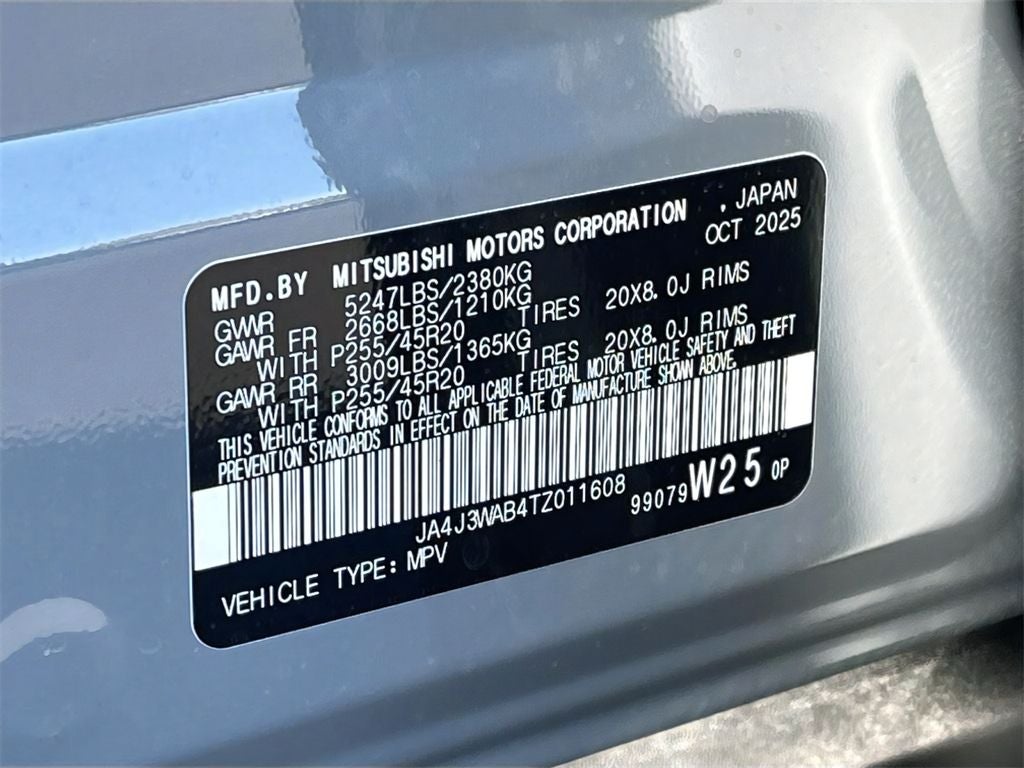 MFD.BY MITSUBISHI MOTORS CORPORATION , JAPAN
OCT 2025
GVWR 5247LBS/2380KG
GAWR FR 2668LBS/1210KG
WITH P255/45R20 TIRES 20X8.0J RIMS
GAWR RR 3009LBS/1365KG
WITH P255/45R20 TIRES 20X8.0J RIMS
THIS VEHICLE CONFORMS TO ALL APPLICABLE FEDERAL MOTOR VEHICLE SAFETY AND THEFT
PREVENTION STANDARDS IN EFFECT ON THE DATE OF MANUFACTURE SHOWN ABOVE.
JA4J3WAB4TZ011608 99079 W25 0P
VEHICLE TYPE: MPV